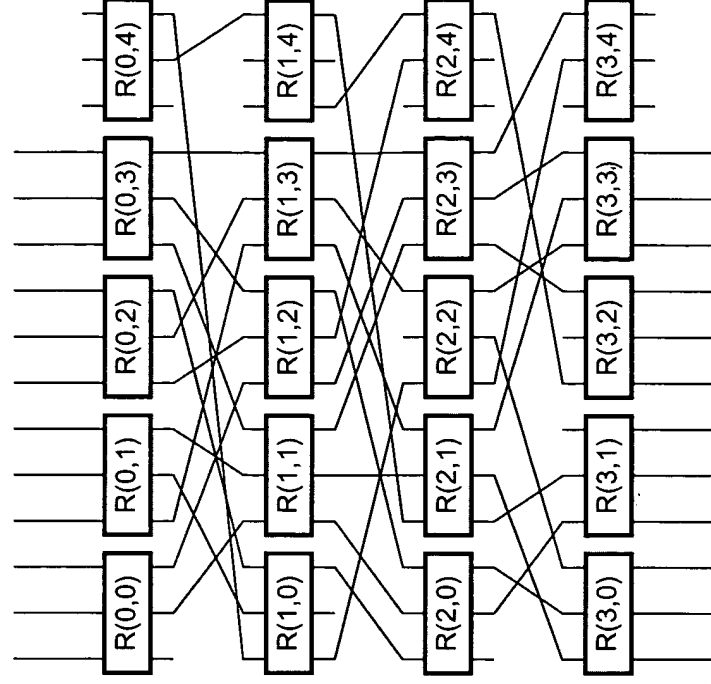 R(0,4) R(1,4) R(2,4) R(3,4)
R(0,3) R(1,3) R(2,3) R(3,3)
R(0,2) R(1,2) R(2,2) R(3,2)
R(0,1) R(1,1) R(2,1) R(3,1)
R(0,0) R(1,0) R(2,0) R(3,0)